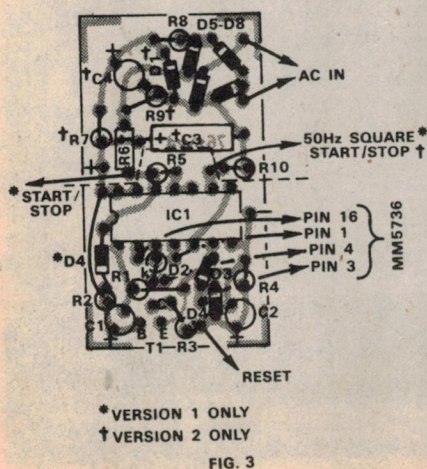 R8 D5-D8
†
†C4
D1
AC IN
R9†
†R7
R6
+ †C3
50Hz SQUARE*
START/STOP †
R5
R10
*START/
STOP
IC1
PIN 16
PIN 1
PIN 4
PIN 3
MM5736
*D4
R1
k
D2
D3
R4
R2
C1
D4
C2
B E
T1 R3
RESET
*VERSION 1 ONLY
†VERSION 2 ONLY
FIG. 3